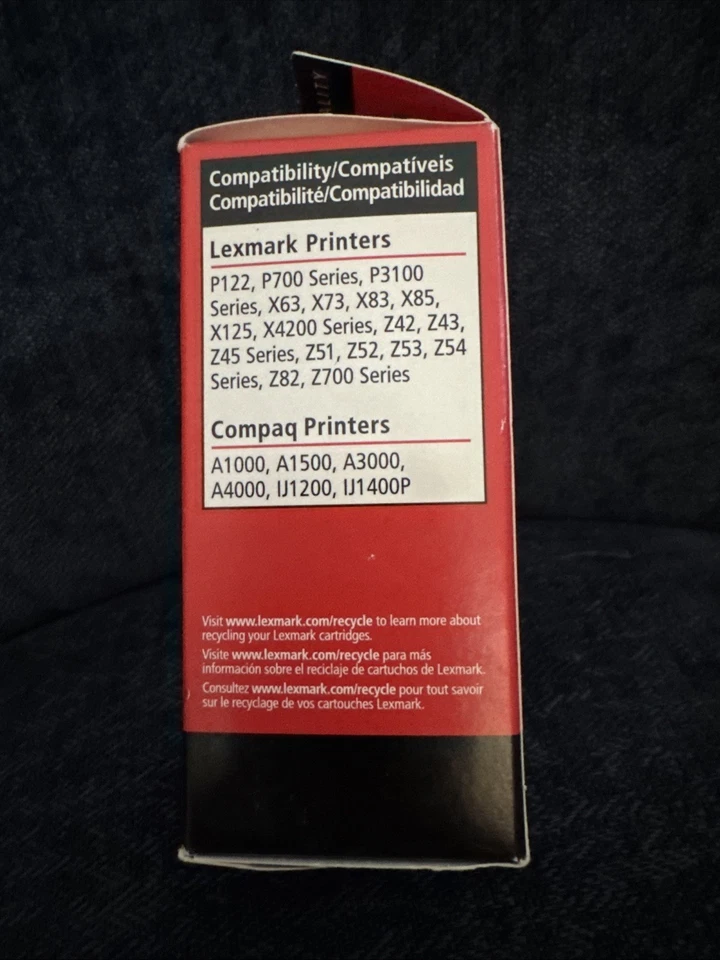 ALITY
Compatibility/Compatíveis
Compatibilité/Compatibilidad
Lexmark Printers
P122, P700 Series, P3100
Series, X63, X73, X83, X85,
X125, X4200 Series, Z42, Z43,
Z45 Series, Z51, Z52, Z53, Z54
Series, Z82, Z700 Series
Compaq Printers
A1000, A1500, A3000,
A4000, IJ1200, IJ1400P
Visit www.lexmark.com/recycle to learn more about
recycling your Lexmark cartridges.
Visite www.lexmark.com/recycle para más
información sobre el reciclaje de cartuchos de Lexmark.
Consultez www.lexmark.com/recycle pour tout savoir
sur le recyclage de vos cartouches Lexmark.